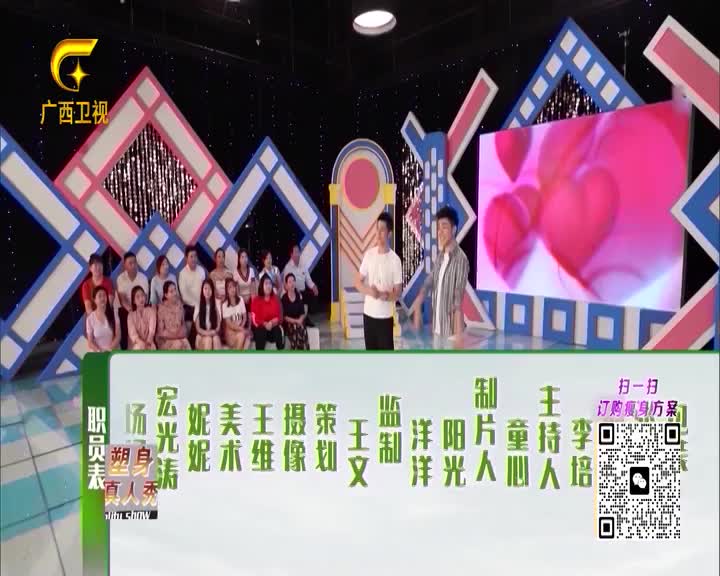 广西卫视
职员表
宏光涛
妮妮
美术
王维
摄像
策划
王文
监制
洋洋
阳光
制片人
童心
主持人
李培
扫一扫
订购瘦身方案
塑身
真人秀
show